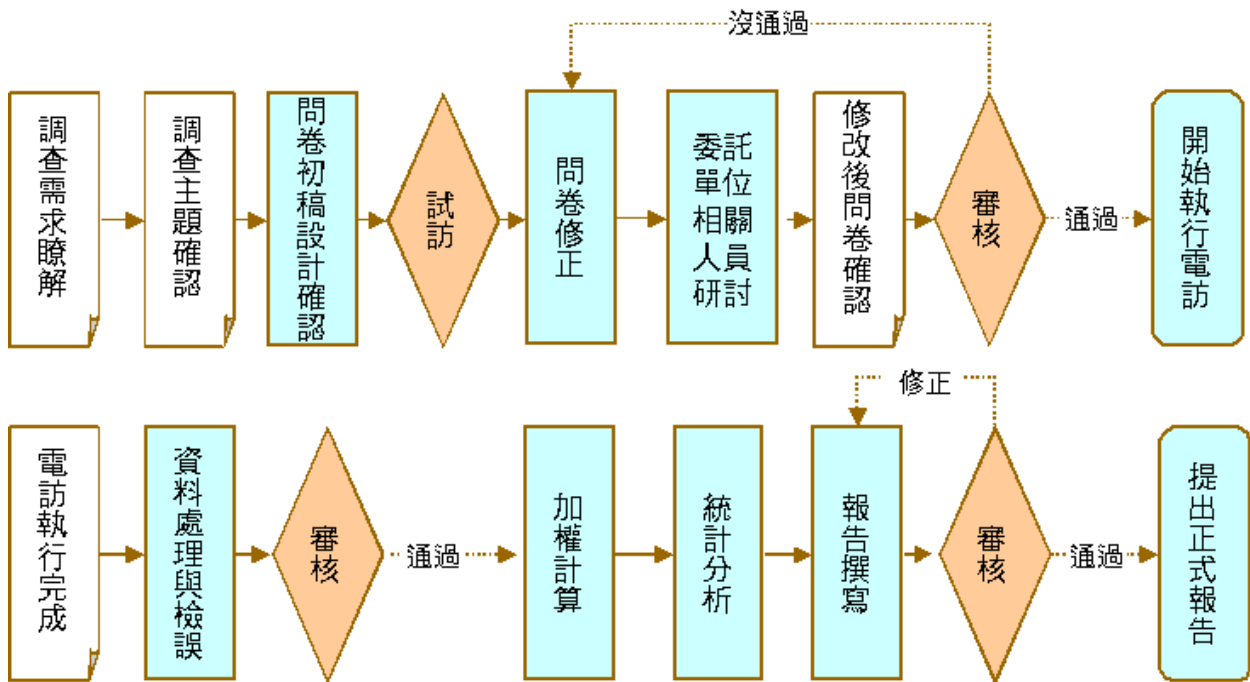 沒通過
調查需求瞭解
調查主題確認
問卷初稿設計確認
試訪
問卷修正
委託
單位
相關
人員
研討
修改後問卷確認
審核
通過
開始執行電訪
修正
電訪執行完成
資料處理與檢誤
審核
通過
加權計算
統計分析
報告撰寫
審核
通過
提出正式報告